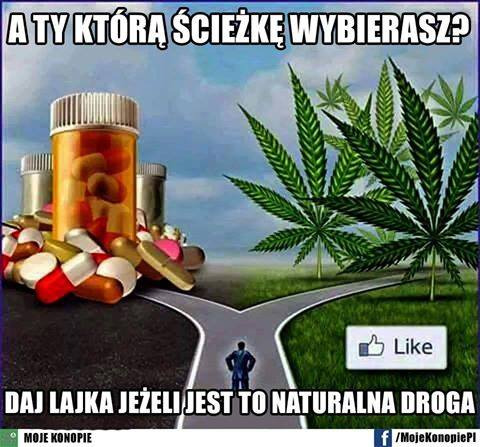 A TY KTÓRĄ ŚCIEŻKĘ WYBIERASZ?
Like
DAJ LAJKA JEŻELI JEST TO NATURALNA DROGA
MOJE KONOPIE
f /MojeKonopiePl